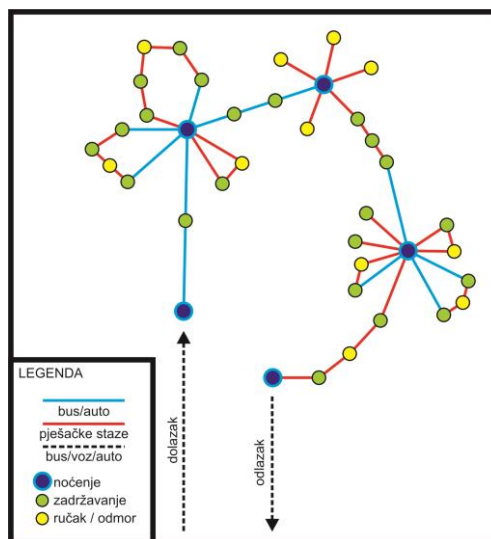 LEGENDA
bus/auto
pješačke staze
bus/voz/auto
noćenje
zadržavanje
ručak / odmor
dolazak
odlazak